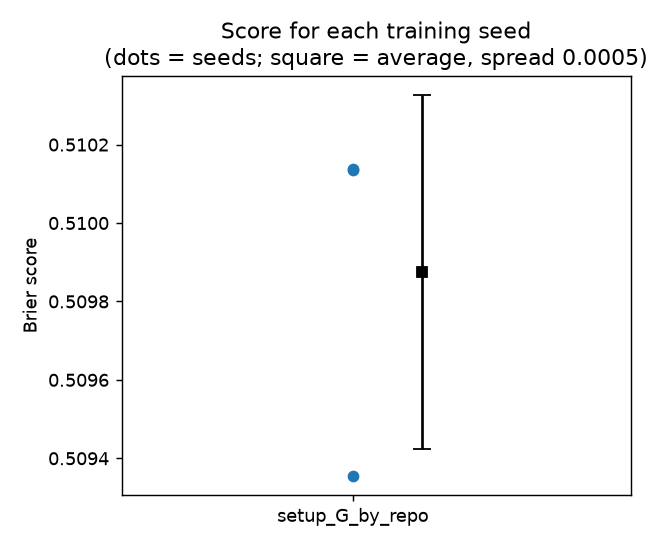 Score for each training seed
(dots = seeds; square = average, spread 0.0005)
0.5102
0.5100
0.5098
0.5096
0.5094
Brier score
setup_G_by_repo